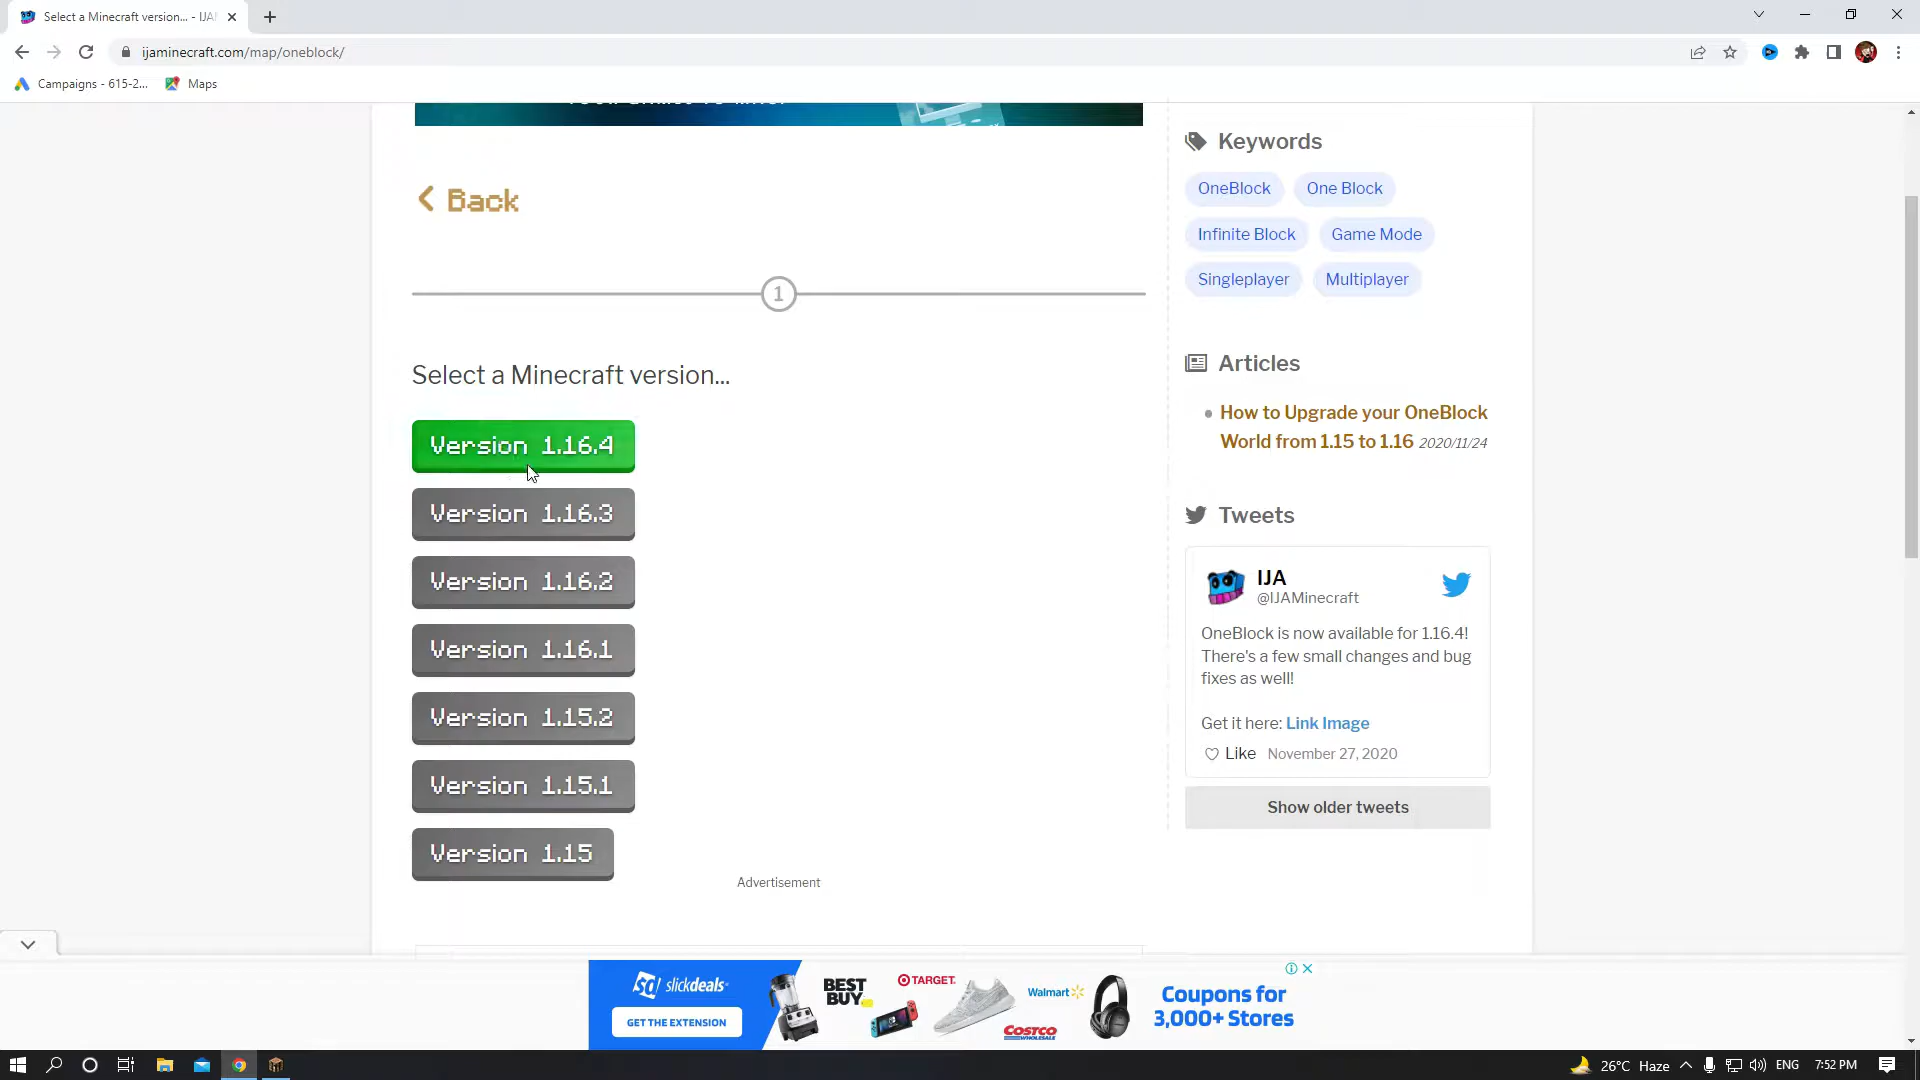 Select a Minecraft version... - IJA
ijaminecraft.com/map/oneblock/
Campaigns - 615-2...
Maps
Back
1
Select a Minecraft version...
Version 1.16.4
Version 1.16.3
Version 1.16.2
Version 1.16.1
Version 1.15.2
Version 1.15.1
Version 1.15
Advertisement
Keywords
OneBlock
One Block
Infinite Block
Game Mode
Singleplayer
Multiplayer
Articles
How to Upgrade your OneBlock
World from 1.15 to 1.16 2020/11/24
Tweets
IJA
@IJAMinecraft
OneBlock is now available for 1.16.4!
There's a few small changes and bug
fixes as well!
Get it here: Link Image
Like November 27, 2020
Show older tweets
sd slickdeals
GET THE EXTENSION
BEST
BUY
TARGET
Walmart
COSTCO
WHOLESALE
Coupons for
3,000+ Stores
26°C Haze
ENG
7:52 PM